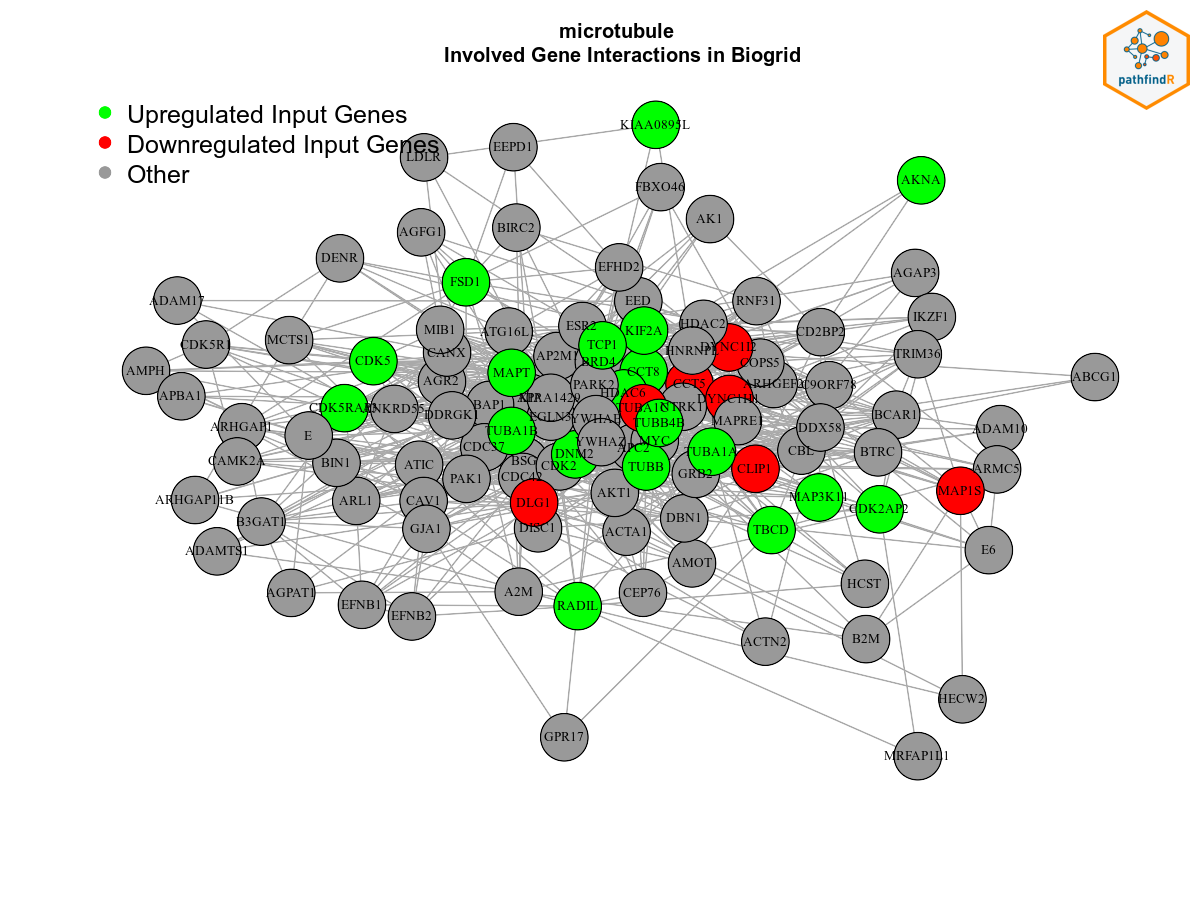 microtubule
Involved Gene Interactions in Biogrid
pathfindR
Upregulated Input Genes
Downregulated Input Genes
Other
KIAA0895L
EEPD1
LDLR
AKNA
FBXO46
AK1
BIRC2
AGFG1
DENR
EFHD2
AGAP3
FSD1
ADAM17
EED
RNF31
IKZF1
HDAC2
ESR2
KIF2A
MIB1
ATG16L
CD2BP2
MCTS1
CDK5R1
TCP1
DYNC1I2
HNRNPL
CANX
TRIM36
AP2M1
BRD4
CDK5
COPS5
AMPH
MAPT
CCT8
ABCG1
AGR2
PARK2
CCT5
ARHGEF2
C9ORF78
APBA1
HDAC6
DYNC1H1
BAP1
KIAA1429
CDK5RAP3
ANKRD55
TUBA1C
NTRK1
DDRGK1
BCAR1
EGLN3
YWHAH
MAPRE1
TUBB4B
ARHGAP1
DDX58
ADAM10
TUBA1B
E
YWHAZ
MYC
CDC37
APC2
TUBA1A
CBL
BTRC
DNM2
CAMK2A
BIN1
ATIC
BSG
CDK2
TUBB
CLIP1
ARMC5
GRB2
PAK1
CDC42
AKT1
MAP1S
ARHGAP11B
ARL1
CAV1
DLG1
MAP3K11
CDK2AP2
B3GAT1
GJA1
DISC1
ACTA1
DBN1
TBCD
ADAMTS1
E6
AMOT
HCST
AGPAT1
A2M
CEP76
EFNB1
RADIL
EFNB2
ACTN2
B2M
HECW2
GPR17
MRFAP1L1